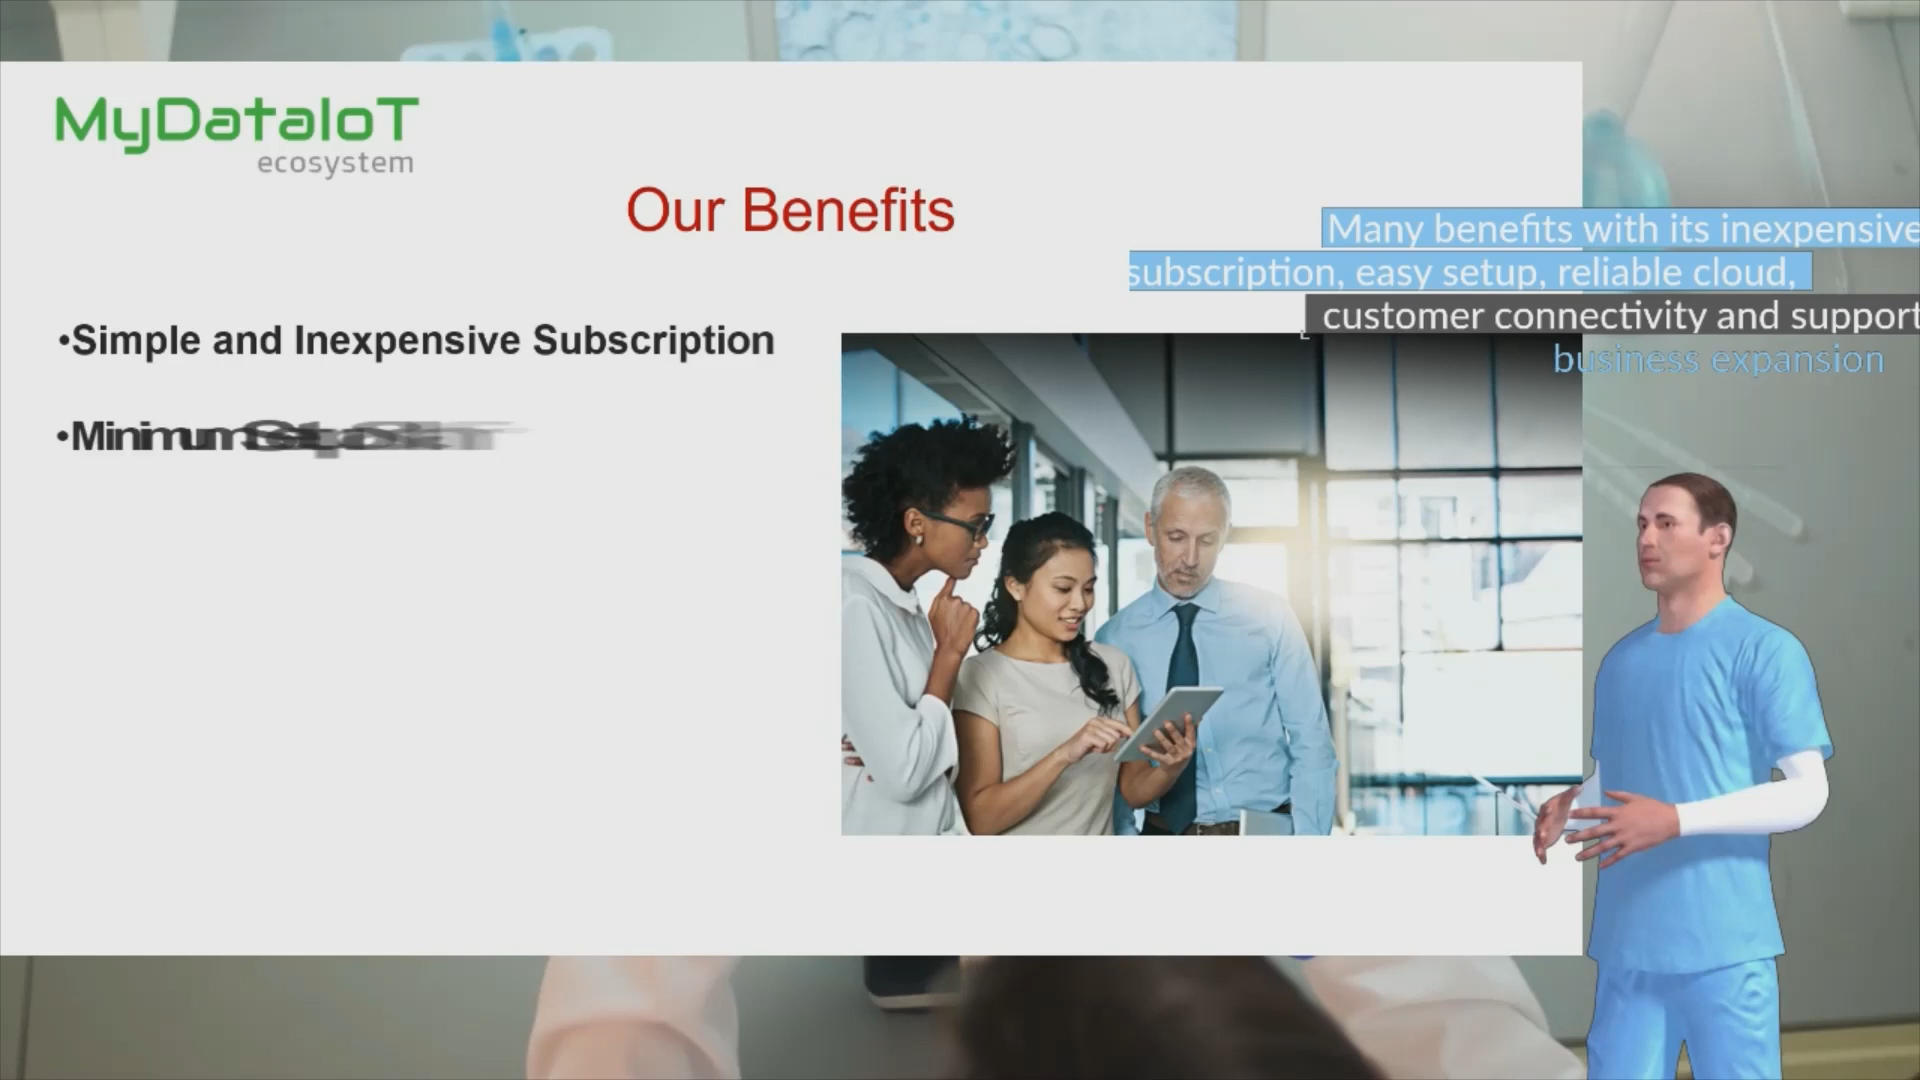 MyDataIoT
ecosystem
Our Benefits
Many benefits with its inexpensive
subscription, easy setup, reliable cloud,
customer connectivity and support
business expansion
•Simple and Inexpensive Subscription
•Minimum